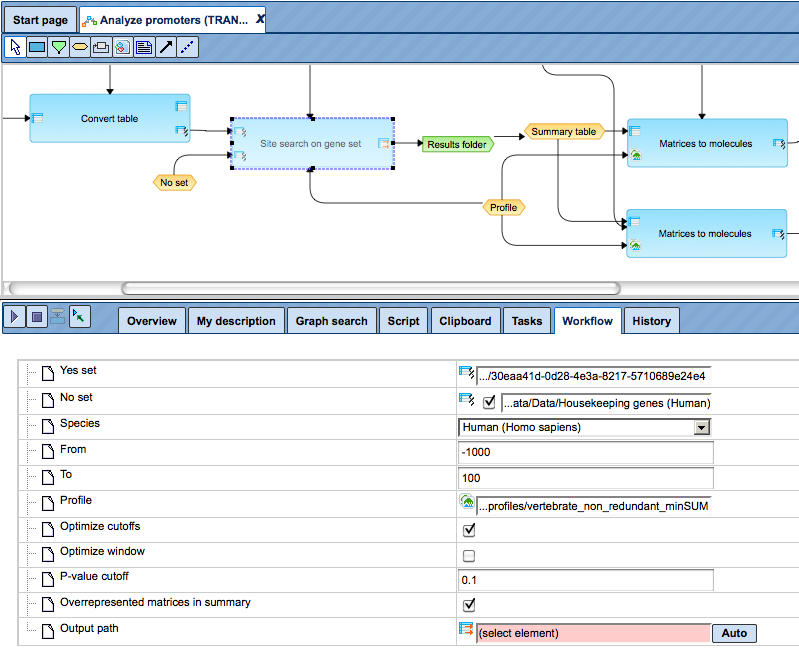 Start page
Analyze promoters (TRAN... X
Convert table
Site search on gene set
Results folder
Summary table
Matrices to molecules
No set
Profile
Matrices to molecules
Overview
My description
Graph search
Script
Clipboard
Tasks
Workflow
History
Yes set
.../30eaa41d-0d28-4e3a-8217-5710689e24e4
No set
...ata/Data/Housekeeping genes (Human)
Species
Human (Homo sapiens)
From
-1000
To
100
Profile
...profiles/vertebrate_non_redundant_minSUM
Optimize cutoffs
Optimize window
P-value cutoff
0.1
Overrepresented matrices in summary
Output path
(select element)
Auto